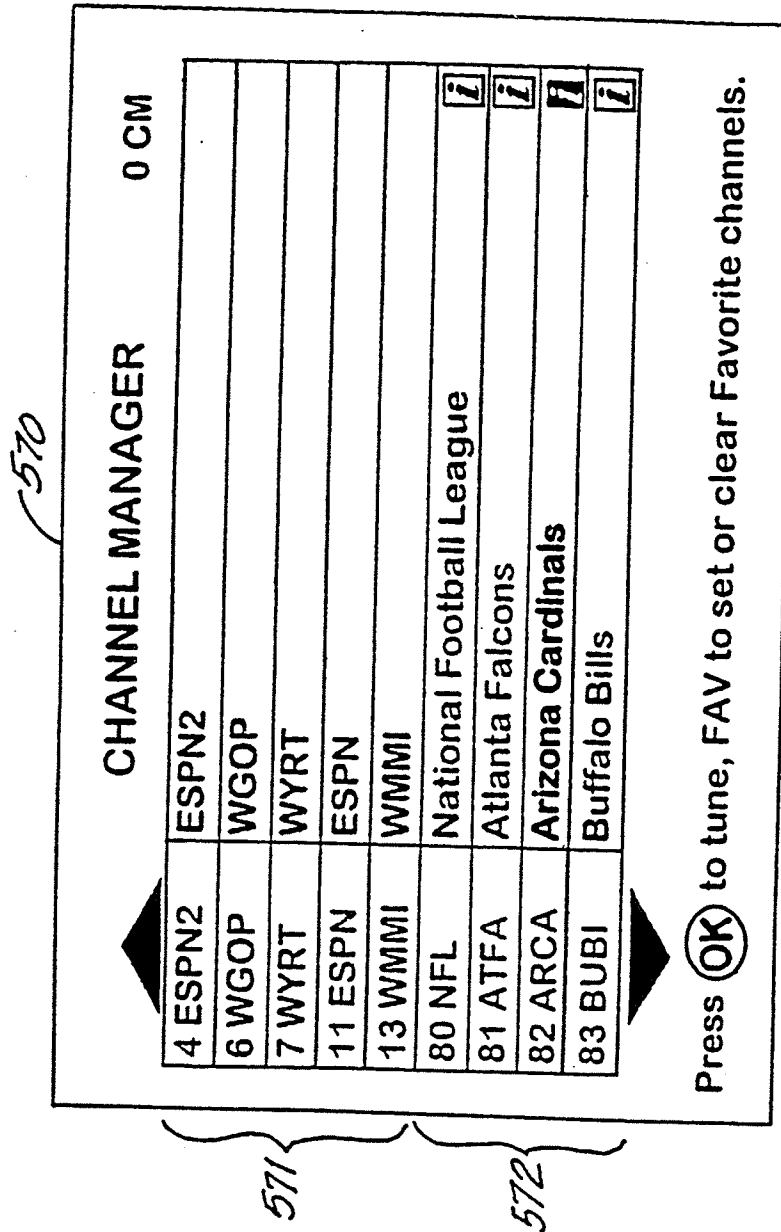 570
CHANNEL MANAGER 0 CM
4 ESPN2 ESPN2
6 WGOP WGOP
7 WYRT WYRT
11 ESPN ESPN
13 WMMI WMMI
80 NFL National Football League i
81 ATFA Atlanta Falcons i
82 ARCA Arizona Cardinals i
83 BUBI Buffalo Bills i
571
572
Press OK to tune, FAV to set or clear Favorite channels.